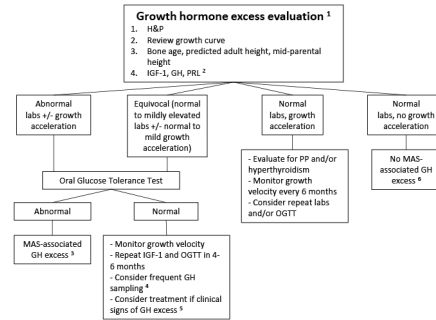 Growth hormone excess evaluation 1
1. H&P
2. Review growth curve
3. Bone age, predicted adult height, mid-parental
height
4. IGF-1, GH, PRL 2
Abnormal
labs +/- growth
acceleration
Equivocal (normal
to mildly elevated
labs +/- normal to
mild growth
acceleration)
Normal
labs, growth
acceleration
Normal
labs, no growth
acceleration
- Evaluate for PP and/or
hyperthyroidism
- Monitor growth
velocity every 6 months
- Consider repeat labs
and/or OGTT
No MAS-
associated GH
excess 6
Oral Glucose Tolerance Test
Abnormal
Normal
MAS-associated
GH excess 3
- Monitor growth velocity
- Repeat IGF-1 and OGTT in 4-
6 months
- Consider frequent GH
sampling 4
- Consider treatment if clinical
signs of GH excess 5